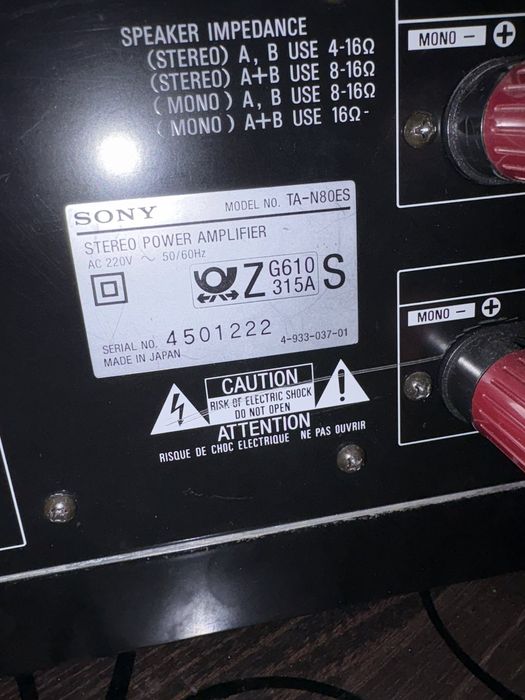 SPEAKER IMPEDANCE
(STEREO) A, B USE 4-16Ω
(STEREO) A+B USE 8-16Ω
(MONO) A, B USE 8-16Ω
(MONO) A+B USE 16Ω-
MONO - +
SONY MODEL NO. TA-N80ES
STEREO POWER AMPLIFIER
AC 220V ~ 50/60Hz
Z G610 315A S
SERIAL NO. 4501222 4-933-037-01
MADE IN JAPAN
MONO - +
CAUTION
RISK OF ELECTRIC SHOCK
DO NOT OPEN
ATTENTION
RISQUE DE CHOC ELECTRIQUE NE PAS OUVRIR